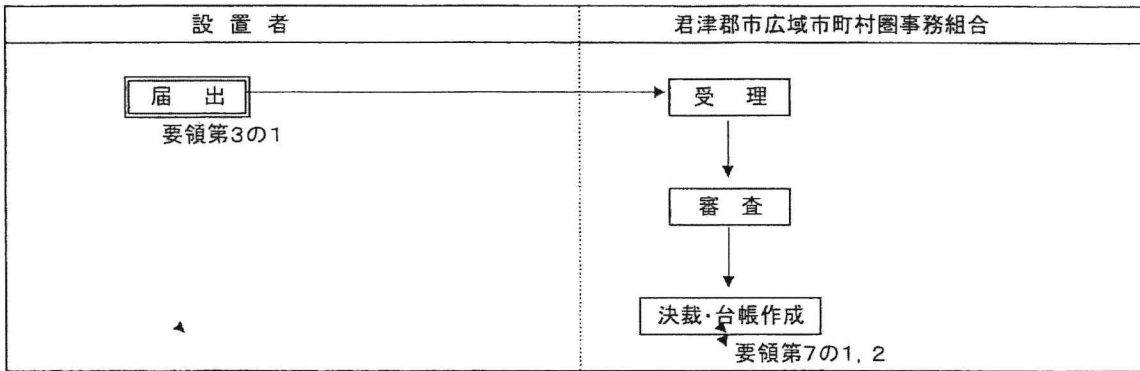 設 置 者
君津郡市広域市町村圏事務組合
届 出
受 理
要領第3の1
審 査
決裁・台帳作成
要領第7の1，2